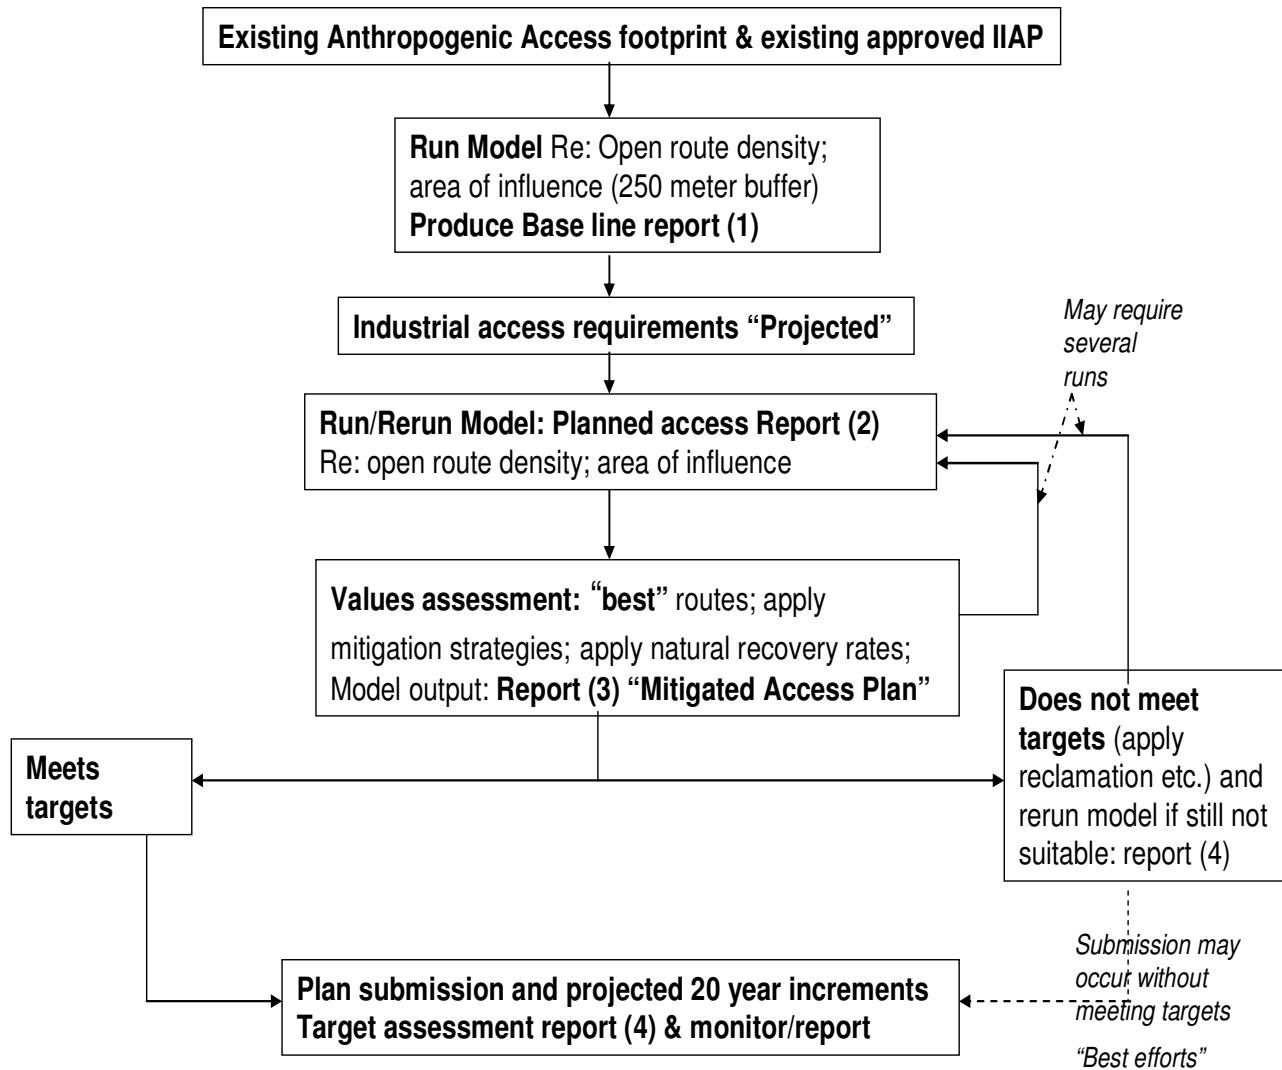 Existing Anthropogenic Access footprint & existing approved IIAP
Run Model Re: Open route density;
area of influence (250 meter buffer)
Produce Base line report (1)
Industrial access requirements “Projected”
May require
several
runs
Run/Rerun Model: Planned access Report (2)
Re: open route density; area of influence
Values assessment: “best” routes; apply
mitigation strategies; apply natural recovery rates;
Model output: Report (3) “Mitigated Access Plan”
Meets
targets
Does not meet
targets (apply
reclamation etc.) and
rerun model if still not
suitable: report (4)
Submission may
occur without
meeting targets
“Best efforts”
Plan submission and projected 20 year increments
Target assessment report (4) & monitor/report